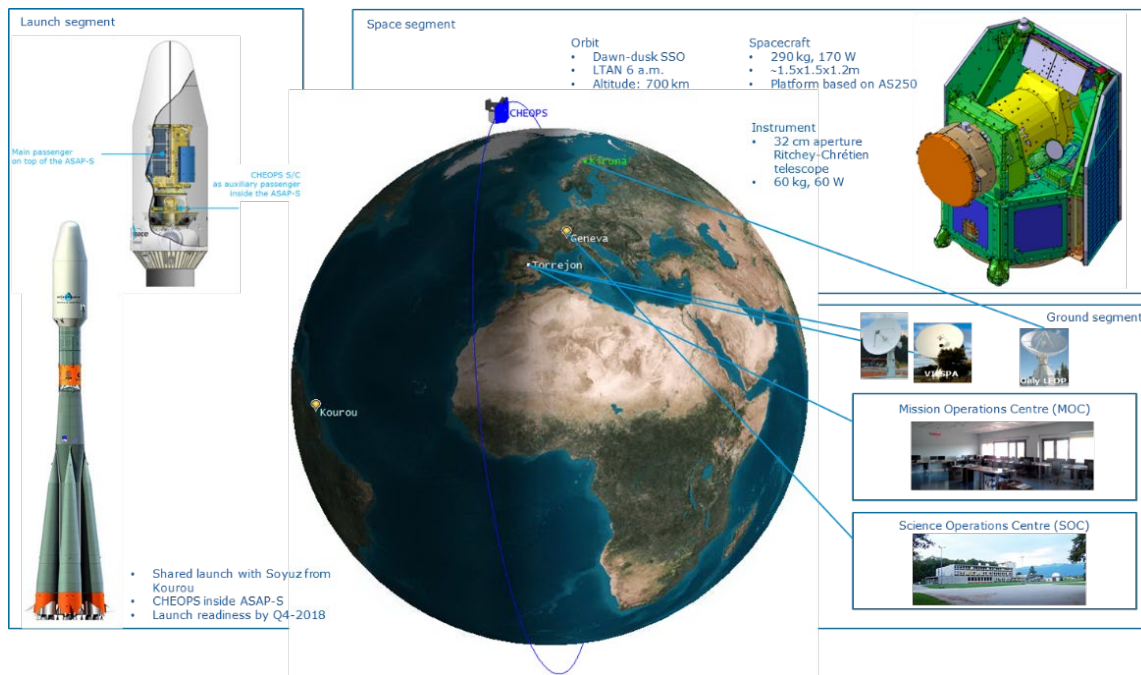 Launch segment
Main passenger
on top of the ASAP-S
CHEOPS S/C
as auxiliary passenger
inside the ASAP-S
• Shared launch with Soyuz from
Kourou
• CHEOPS inside ASAP-S
• Launch readiness by Q4-2018
Space segment
Orbit
• Dawn-dusk SSO
• LTAN 6 a.m.
• Altitude: 700 km
Spacecraft
• 290 kg, 170 W
• ~1.5x1.5x1.2m
• Platform based on AS250
Instrument
• 32 cm aperture
Ritchey-Chrétien
telescope
• 60 kg, 60 W
CHEOPS
Kiruna
Geneva
Torrejon
Kourou
Ground segment
VILSPA
Only LEOP
Mission Operations Centre (MOC)
Science Operations Centre (SOC)